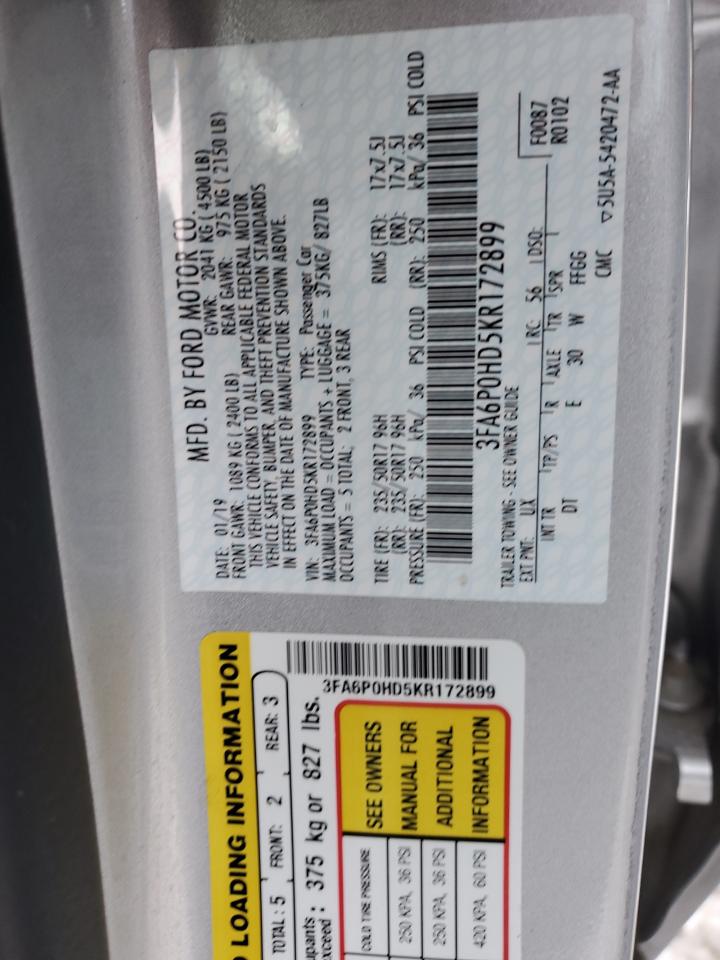 MFD. BY FORD MOTOR CO.
DATE: 01/19 GVWR: 2041 KG ( 4500 LB)
FRONT GAWR: 1089 KG ( 2400 LB) REAR GAWR: 975 KG ( 2150 LB)
THIS VEHICLE CONFORMS TO ALL APPLICABLE FEDERAL MOTOR
VEHICLE SAFETY, BUMPER, AND THEFT PREVENTION STANDARDS
IN EFFECT ON THE DATE OF MANUFACTURE SHOWN ABOVE.
VIN: 3FA6P0HD5KR172899 TYPE: Passenger Car
MAXIMUM LOAD = OCCUPANTS + LUGGAGE = 375KG/ 827LB
OCCUPANTS = 5 TOTAL: 2 FRONT, 3 REAR
TIRE (FR): 235/50R17 96H RIMS (FR): 17x7.5J
(RR): 235/50R17 96H (RR): 17x7.5J
PRESSURE (FR): 250 kPa/ 36 PSI COLD (RR): 250 kPa/ 36 PSI COLD
3FA6P0HD5KR172899
TRAILER TOWING - SEE OWNER GUIDE
EXT PNT: UX RC: 56 DSO: F0087
R0102
INT TR TP/PS R AXLE TR SPR
DT E 30 W FFGG
CMC ▽5U5A-5420472-AA
LOADING INFORMATION
TOTAL : 5 FRONT: 2 REAR: 3
upants
exceed : 375 kg or 827 lbs.
3FA6P0HD5KR172899
COLD TIRE PRESSURE
250 KPA, 36 PSI
250 KPA, 36 PSI
420 KPA, 60 PSI
SEE OWNERS
MANUAL FOR
ADDITIONAL
INFORMATION